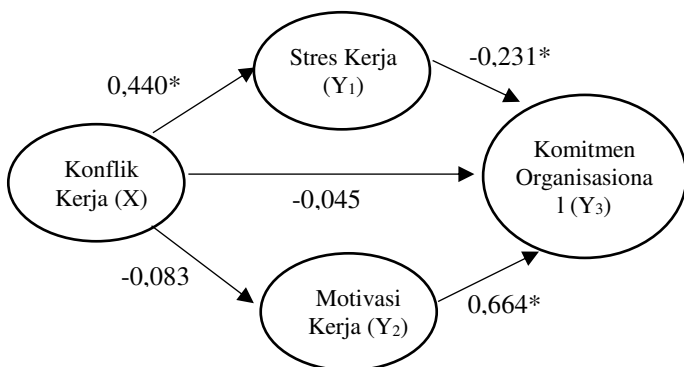 Stres Kerja
(Y₁)
-0,231*
0,440*
Konflik
Kerja (X)
Komitmen
Organisasiona
l (Y₃)
-0,045
-0,083
Motivasi
Kerja (Y₂)
0,664*